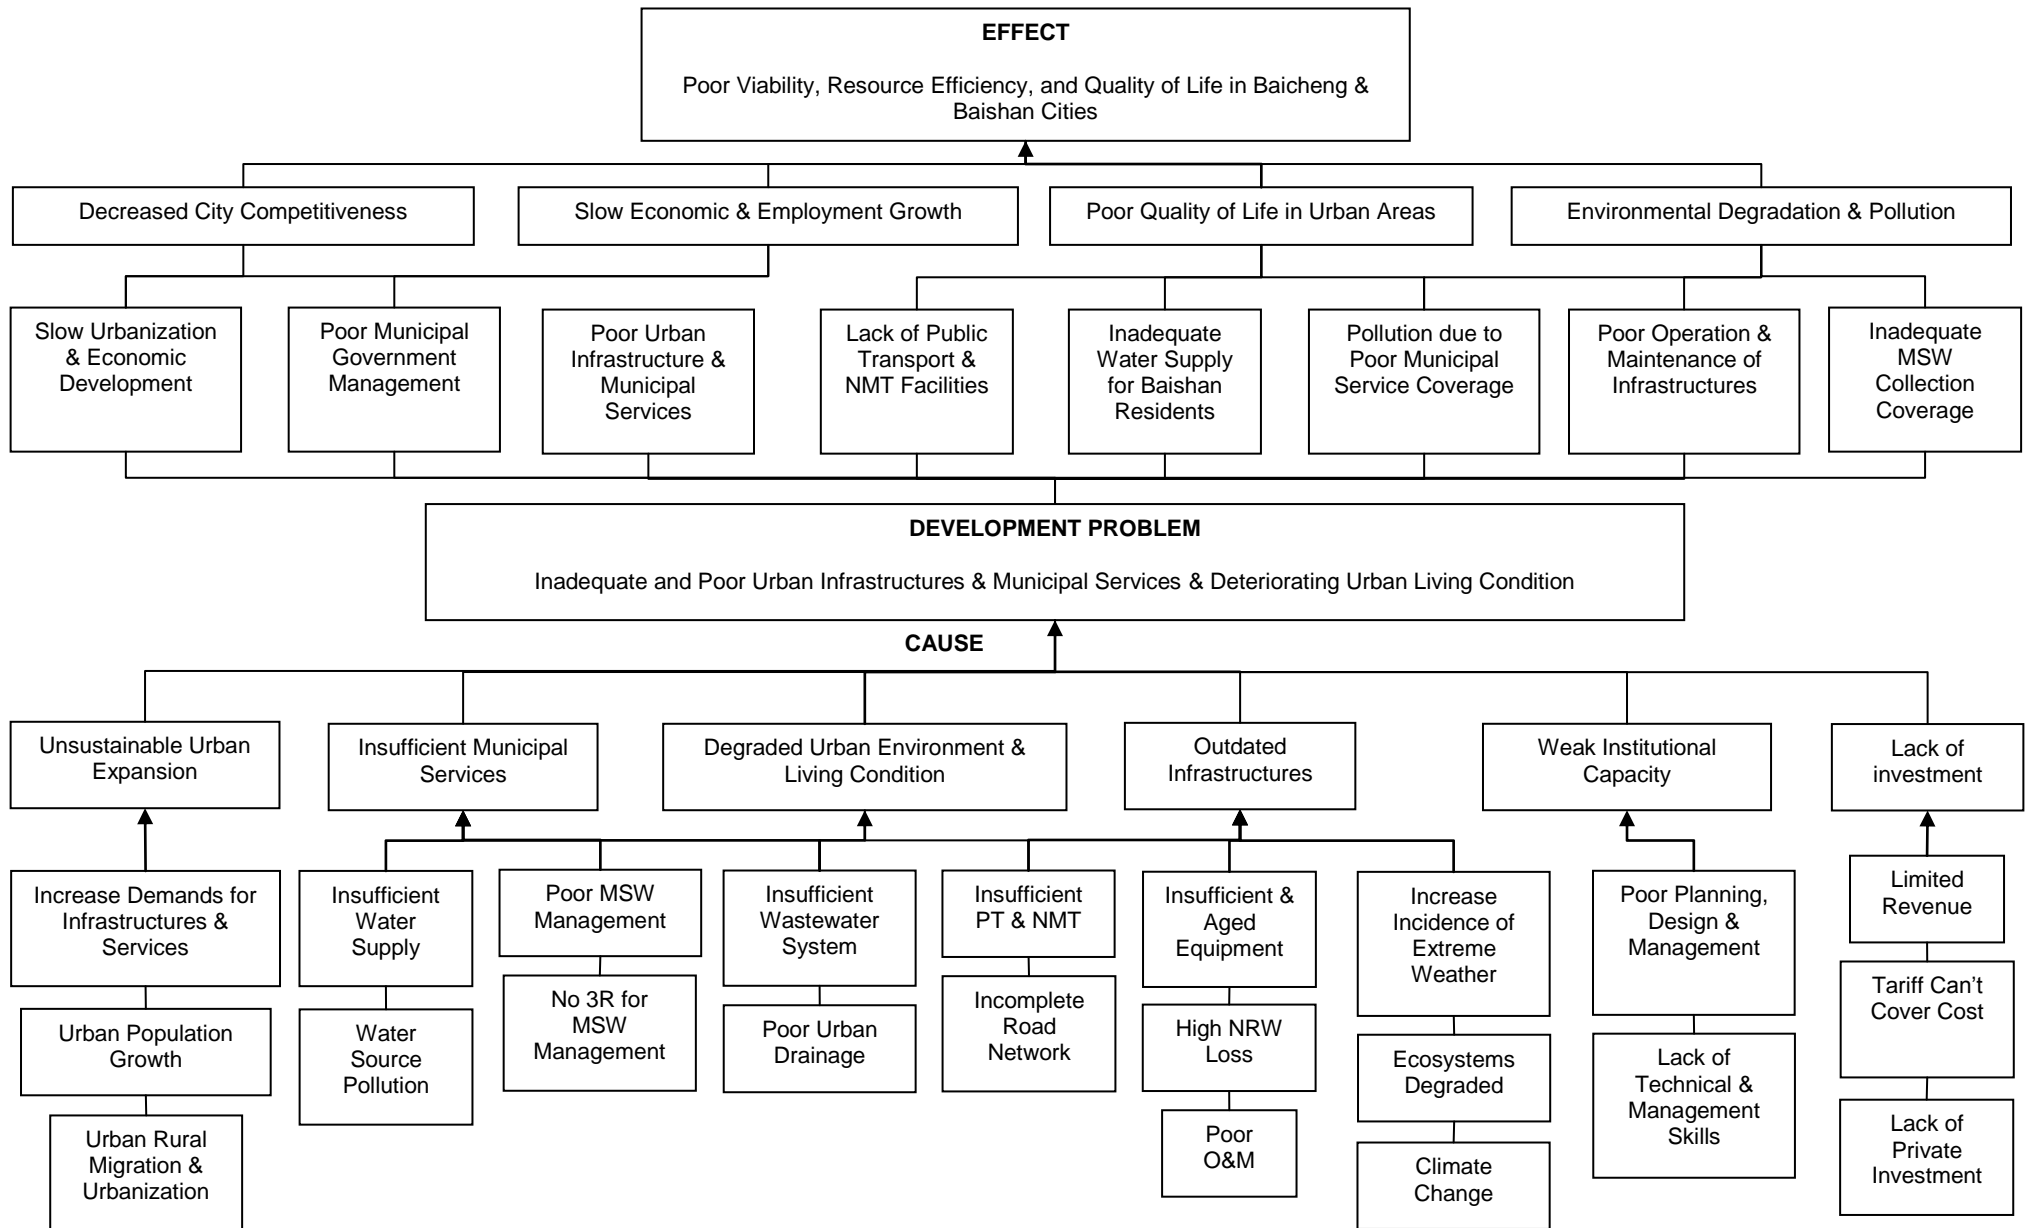 EFFECT
Poor Viability, Resource Efficiency, and Quality of Life in Baicheng &
Baishan Cities
Decreased City Competitiveness
Slow Economic & Employment Growth
Poor Quality of Life in Urban Areas
Environmental Degradation & Pollution
Slow Urbanization
& Economic
Development
Poor Municipal
Government
Management
Poor Urban
Infrastructure &
Municipal
Services
Lack of Public
Transport &
NMT Facilities
Inadequate
Water Supply
for Baishan
Residents
Pollution due to
Poor Municipal
Service Coverage
Poor Operation &
Maintenance of
Infrastructures
Inadequate
MSW
Collection
Coverage
DEVELOPMENT PROBLEM
Inadequate and Poor Urban Infrastructures & Municipal Services & Deteriorating Urban Living Condition
CAUSE
Unsustainable Urban
Expansion
Insufficient Municipal
Services
Degraded Urban Environment &
Living Condition
Outdated
Infrastructures
Weak Institutional
Capacity
Lack of
investment
Increase Demands for
Infrastructures &
Services
Urban Population
Growth
Urban Rural
Migration &
Urbanization
Insufficient
Water
Supply
Water
Source
Pollution
Poor MSW
Management
No 3R for
MSW
Management
Insufficient
Wastewater
System
Poor Urban
Drainage
Insufficient
PT & NMT
Incomplete
Road
Network
Insufficient &
Aged
Equipment
High NRW
Loss
Poor
O&M
Increase
Incidence of
Extreme
Weather
Ecosystems
Degraded
Climate
Change
Poor Planning,
Design &
Management
Lack of
Technical &
Management
Skills
Limited
Revenue
Tariff Can’t
Cover Cost
Lack of
Private
Investment